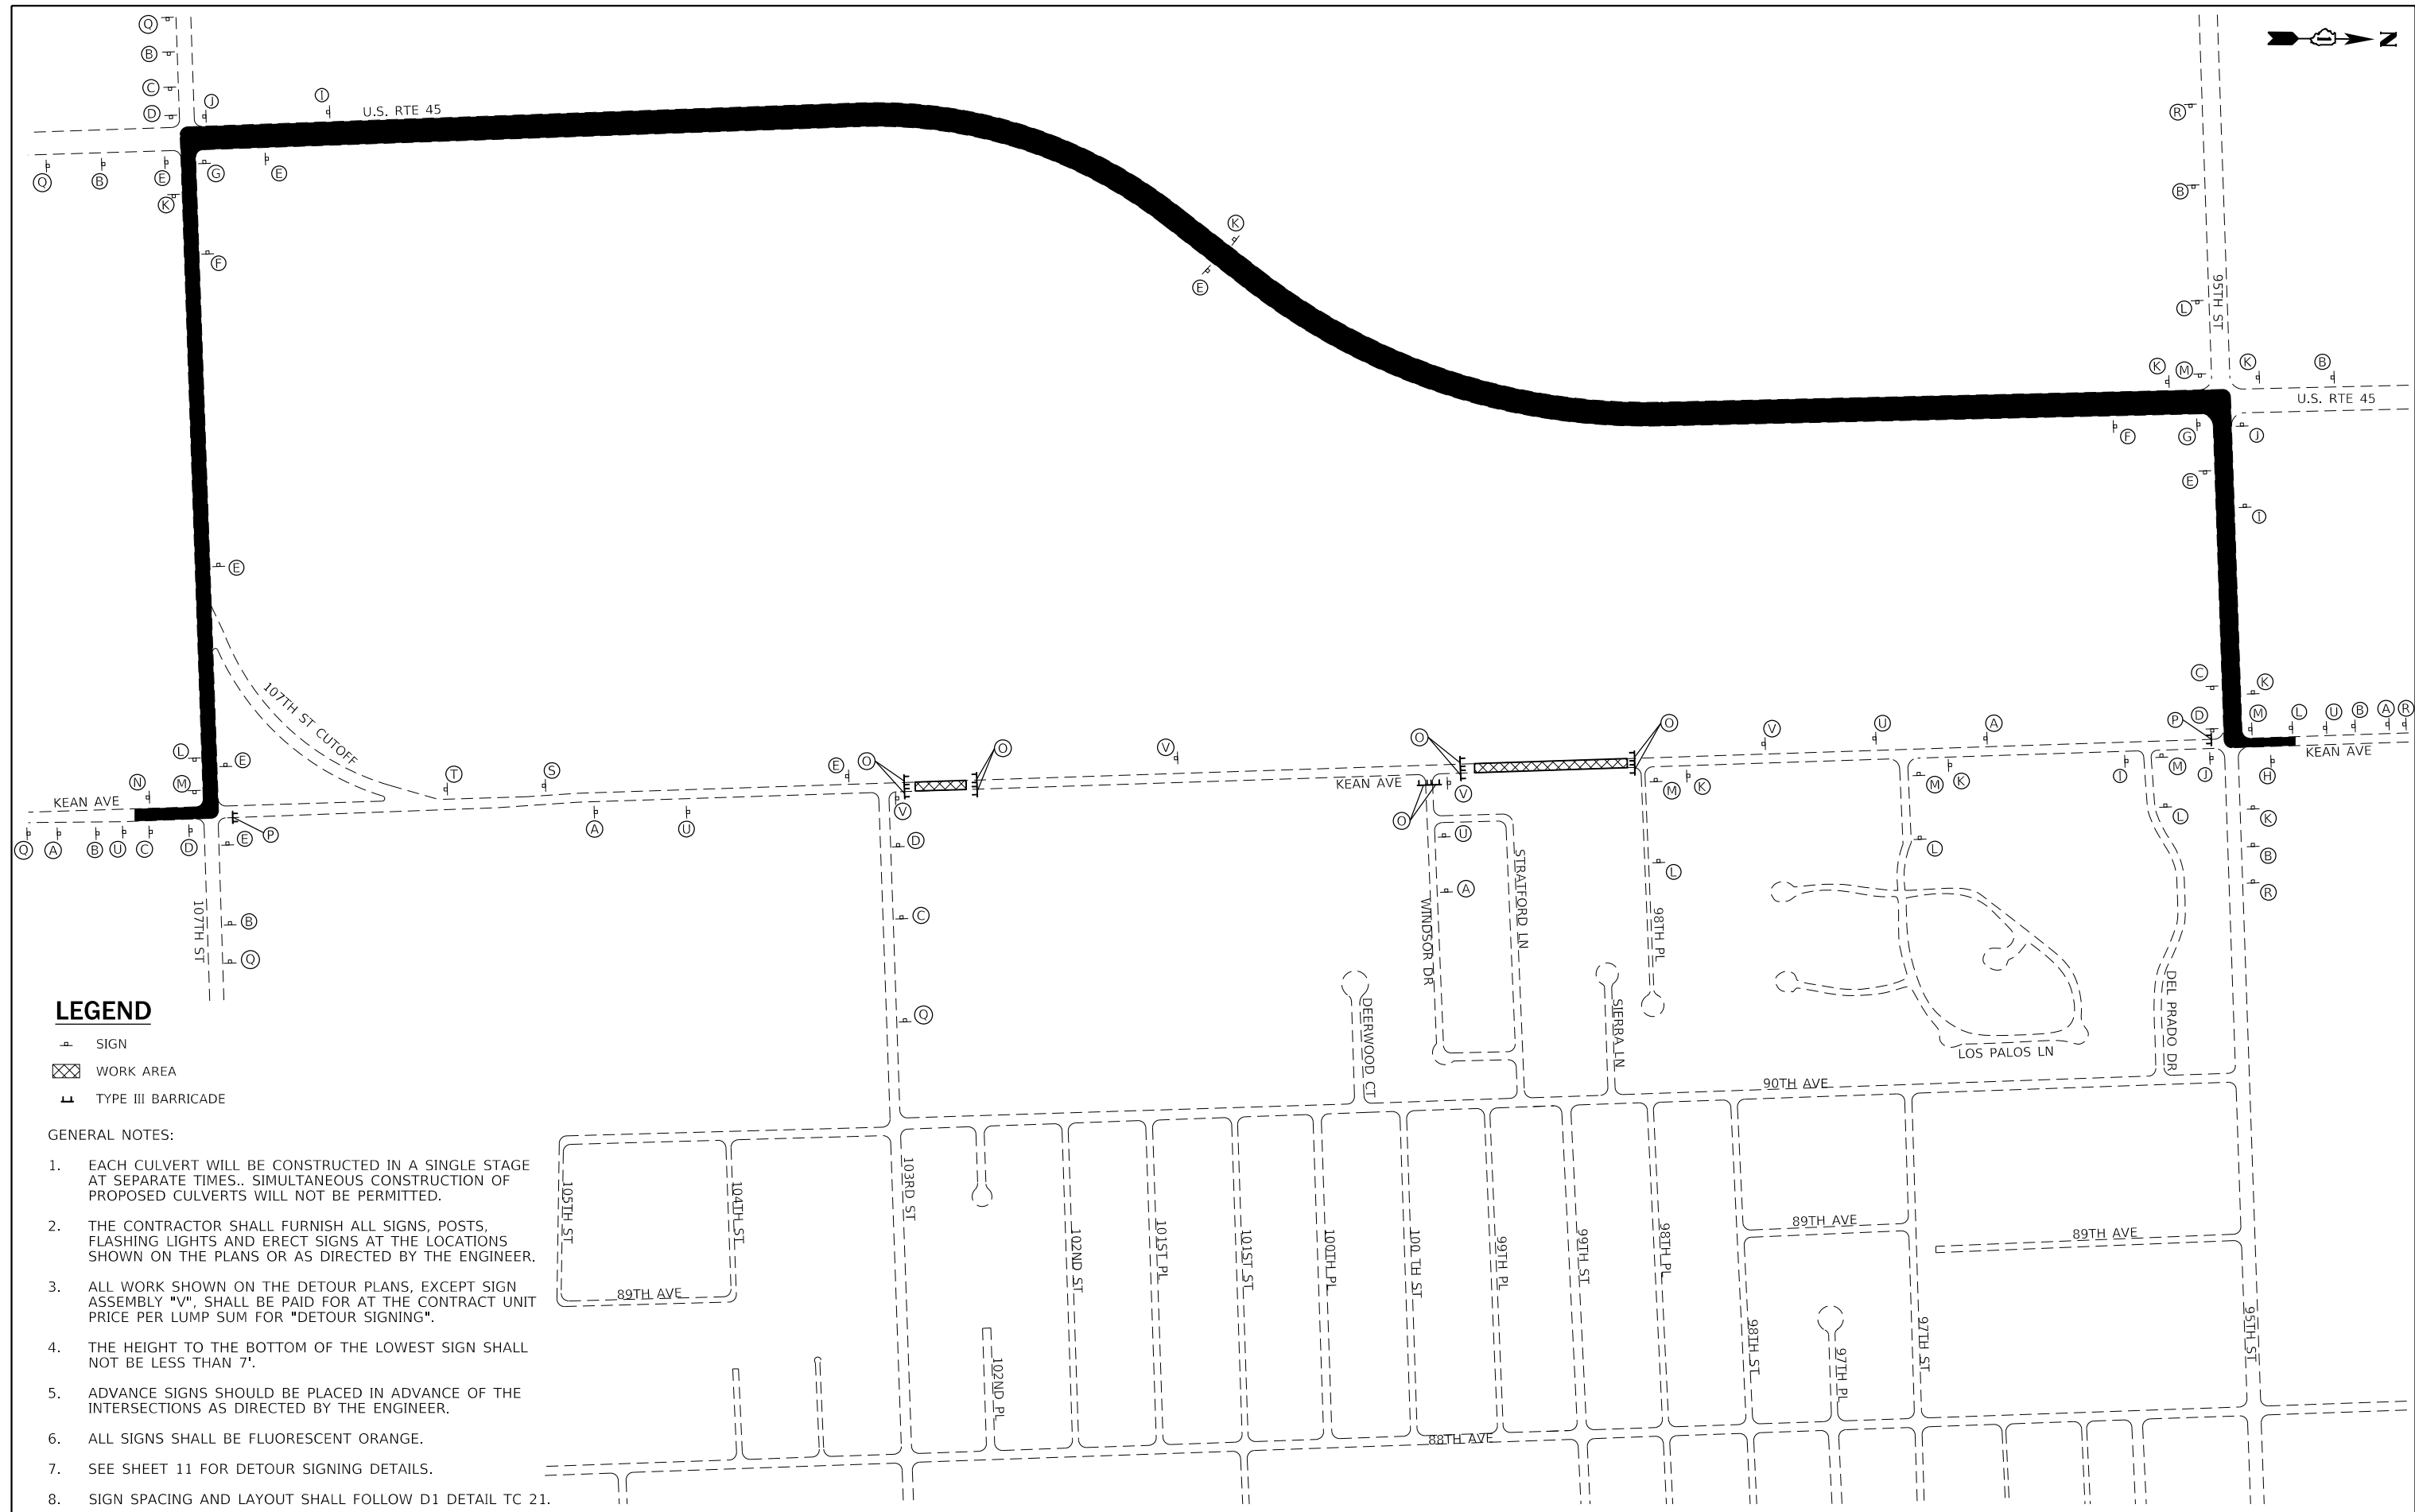 Q
B
C
D
J
I
U.S. RTE 45
N
Q
B
E
G
E
K
F
K
E
R
B
L
95TH ST
K
M
K
B
U.S. RTE 45
F
G
J
E
I
E
107TH ST CUTOFF
L
E
N
M
KEAN AVE
Q
A
B
U
C
D
E
P
T
S
A
U
E
O
O
V
V
D
C
Q
O
O
KEAN AVE
V
O
U
A
M
K
L
V
U
A
M
K
L
I
M
J
L
C
D
P
K
M
L
U
B
A
R
KEAN AVE
H
K
B
R
107TH ST
B
Q
WINDSOR DR
STRATFORD LN
98TH PL
DEERWOOD CT
SIERRA LN
LOS PALOS LN
DEL PRADO DR
90TH AVE
LEGEND
SIGN
WORK AREA
TYPE III BARRICADE
GENERAL NOTES:
1. EACH CULVERT WILL BE CONSTRUCTED IN A SINGLE STAGE
AT SEPARATE TIMES.. SIMULTANEOUS CONSTRUCTION OF
PROPOSED CULVERTS WILL NOT BE PERMITTED.
2. THE CONTRACTOR SHALL FURNISH ALL SIGNS, POSTS,
FLASHING LIGHTS AND ERECT SIGNS AT THE LOCATIONS
SHOWN ON THE PLANS OR AS DIRECTED BY THE ENGINEER.
3. ALL WORK SHOWN ON THE DETOUR PLANS, EXCEPT SIGN
ASSEMBLY "V", SHALL BE PAID FOR AT THE CONTRACT UNIT
PRICE PER LUMP SUM FOR "DETOUR SIGNING".
4. THE HEIGHT TO THE BOTTOM OF THE LOWEST SIGN SHALL
NOT BE LESS THAN 7'.
5. ADVANCE SIGNS SHOULD BE PLACED IN ADVANCE OF THE
INTERSECTIONS AS DIRECTED BY THE ENGINEER.
6. ALL SIGNS SHALL BE FLUORESCENT ORANGE.
7. SEE SHEET 11 FOR DETOUR SIGNING DETAILS.
8. SIGN SPACING AND LAYOUT SHALL FOLLOW D1 DETAIL TC 21.
105TH ST
104TH ST
89TH AVE
103RD ST
102ND PL
102ND ST
101ST PL
101ST ST
100TH PL
100 TH ST
99TH PL
99TH ST
98TH PL
98TH ST
97TH PL
97TH ST
89TH AVE
89TH AVE
95TH ST
88TH AVE